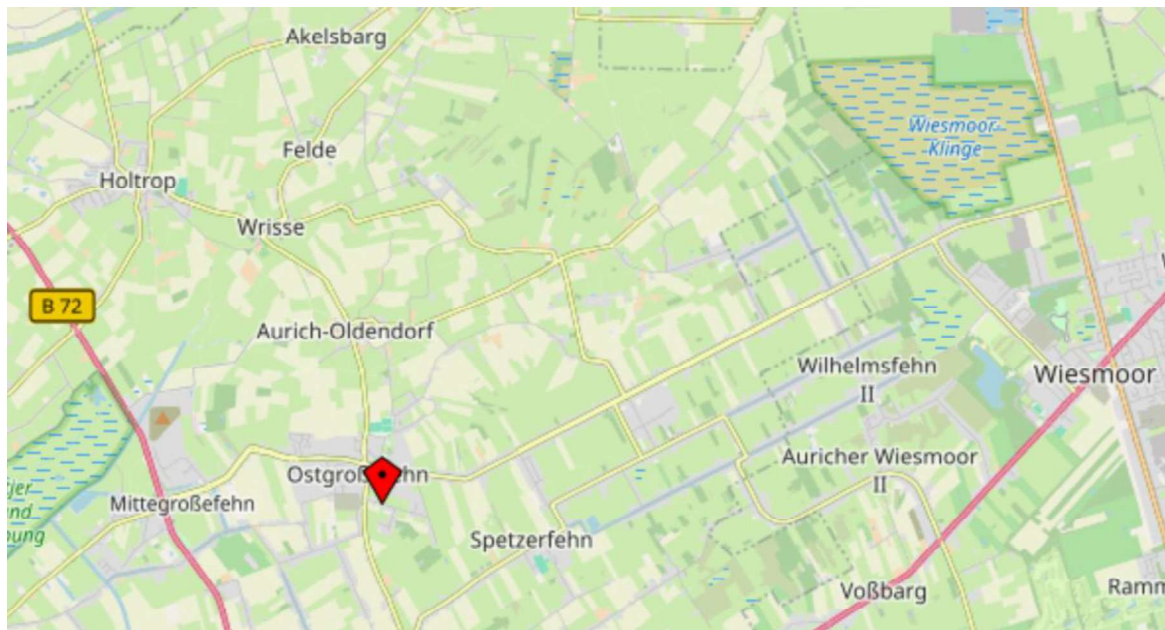 Akelsbarg
Wiesmoor-
Klinge
Felde
Holtrop
Wrisse
B 72
Aurich-Oldendorf
Wilhelmsfehn
II
Wiesmoor
Auricher Wiesmoor
II
Mittegroßefehn
Spetzerfehn
Voßbarg